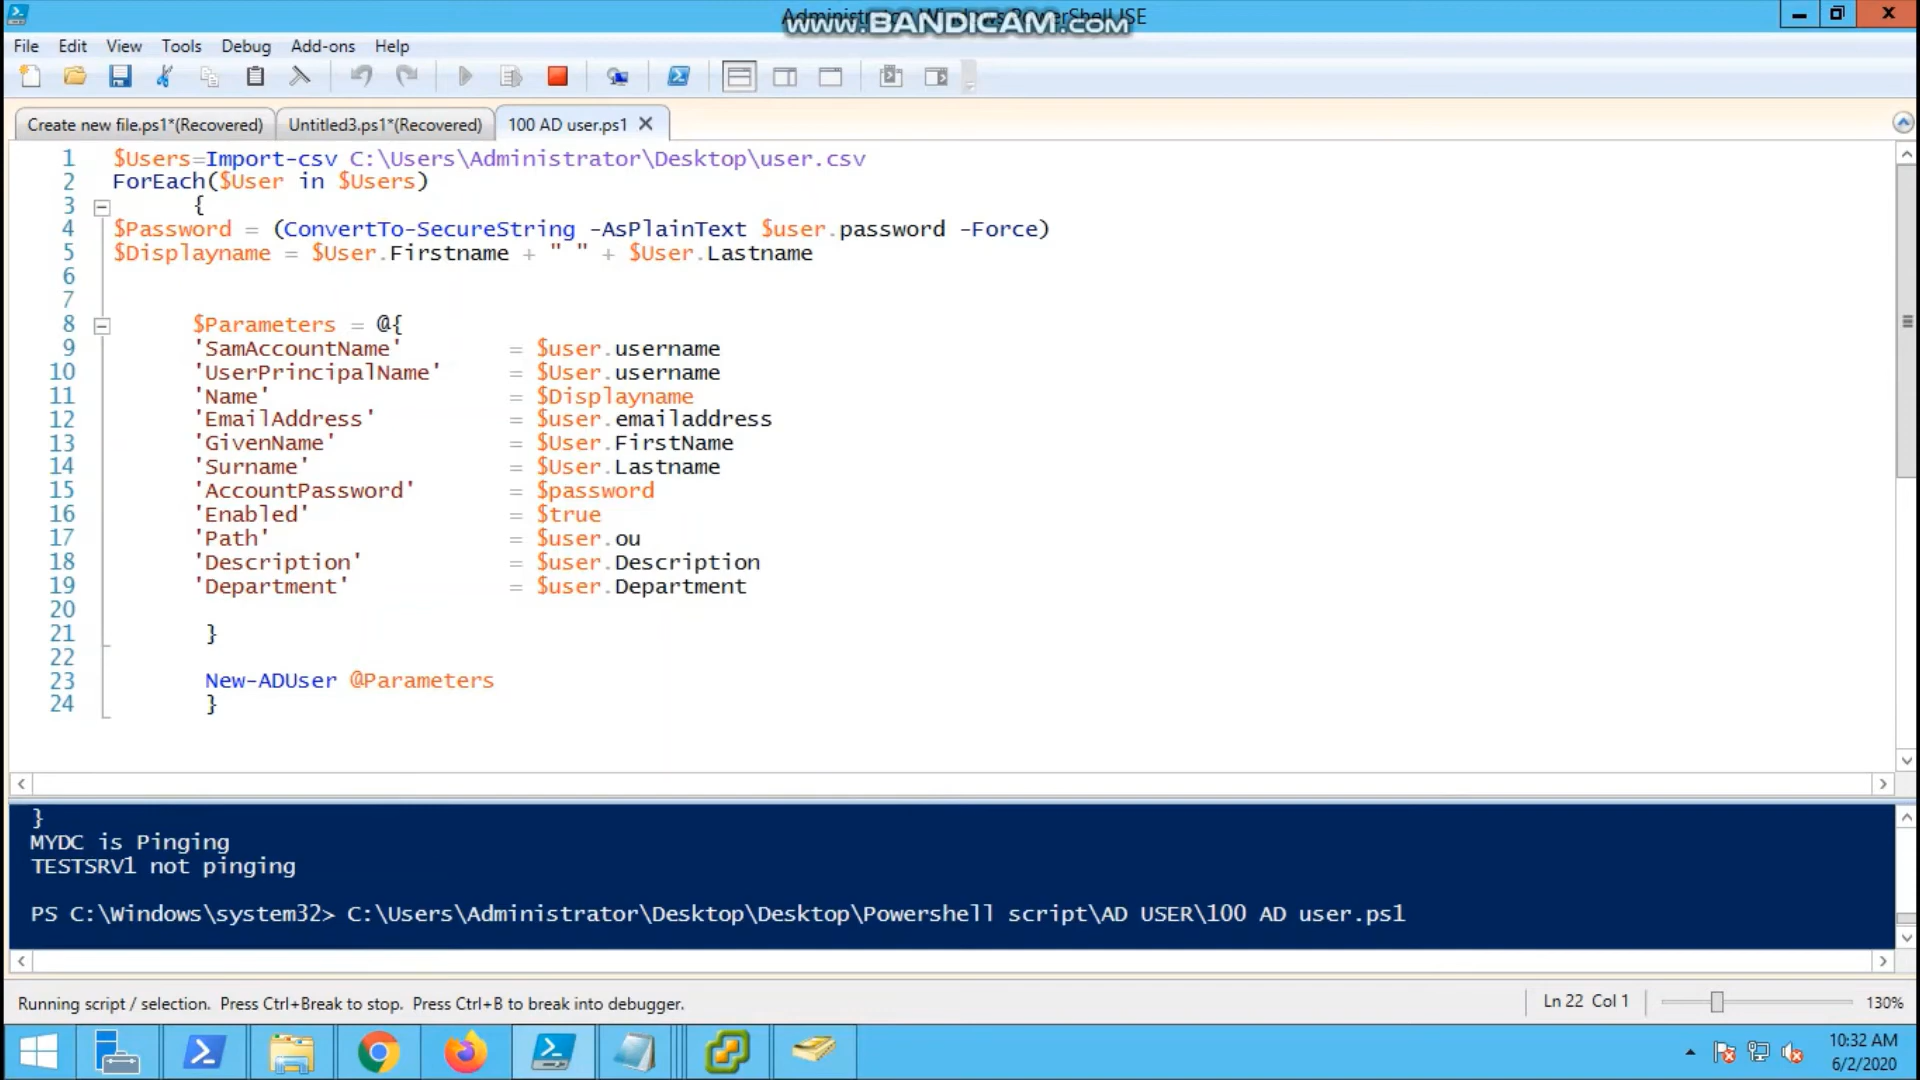 Administrator: Windows PowerShell ISE
www.BANDICAM.com
File Edit View Tools Debug Add-ons Help
Create new file.ps1*(Recovered) Untitled3.ps1*(Recovered) 100 AD user.ps1
1 $Users=Import-csv C:\Users\Administrator\Desktop\user.csv
2 ForEach($User in $Users)
3 {
4 $Password = (ConvertTo-SecureString -AsPlainText $user.password -Force)
5 $Displayname = $User.Firstname + " " + $User.Lastname
6
7
8 $Parameters = @{
9 'SamAccountName' = $user.username
10 'UserPrincipalName' = $User.username
11 'Name' = $Displayname
12 'EmailAddress' = $user.emailaddress
13 'GivenName' = $User.FirstName
14 'Surname' = $User.Lastname
15 'AccountPassword' = $password
16 'Enabled' = $true
17 'Path' = $user.ou
18 'Description' = $user.Description
19 'Department' = $user.Department
20
21 }
22
23 New-ADUser @Parameters
24 }
}
MYDC is Pinging
TESTSRV1 not pinging
PS C:\Windows\system32> C:\Users\Administrator\Desktop\Desktop\Powershell script\AD USER\100 AD user.ps1
Running script / selection. Press Ctrl+Break to stop. Press Ctrl+B to break into debugger.
Ln 22 Col 1
130%
10:32 AM
6/2/2020